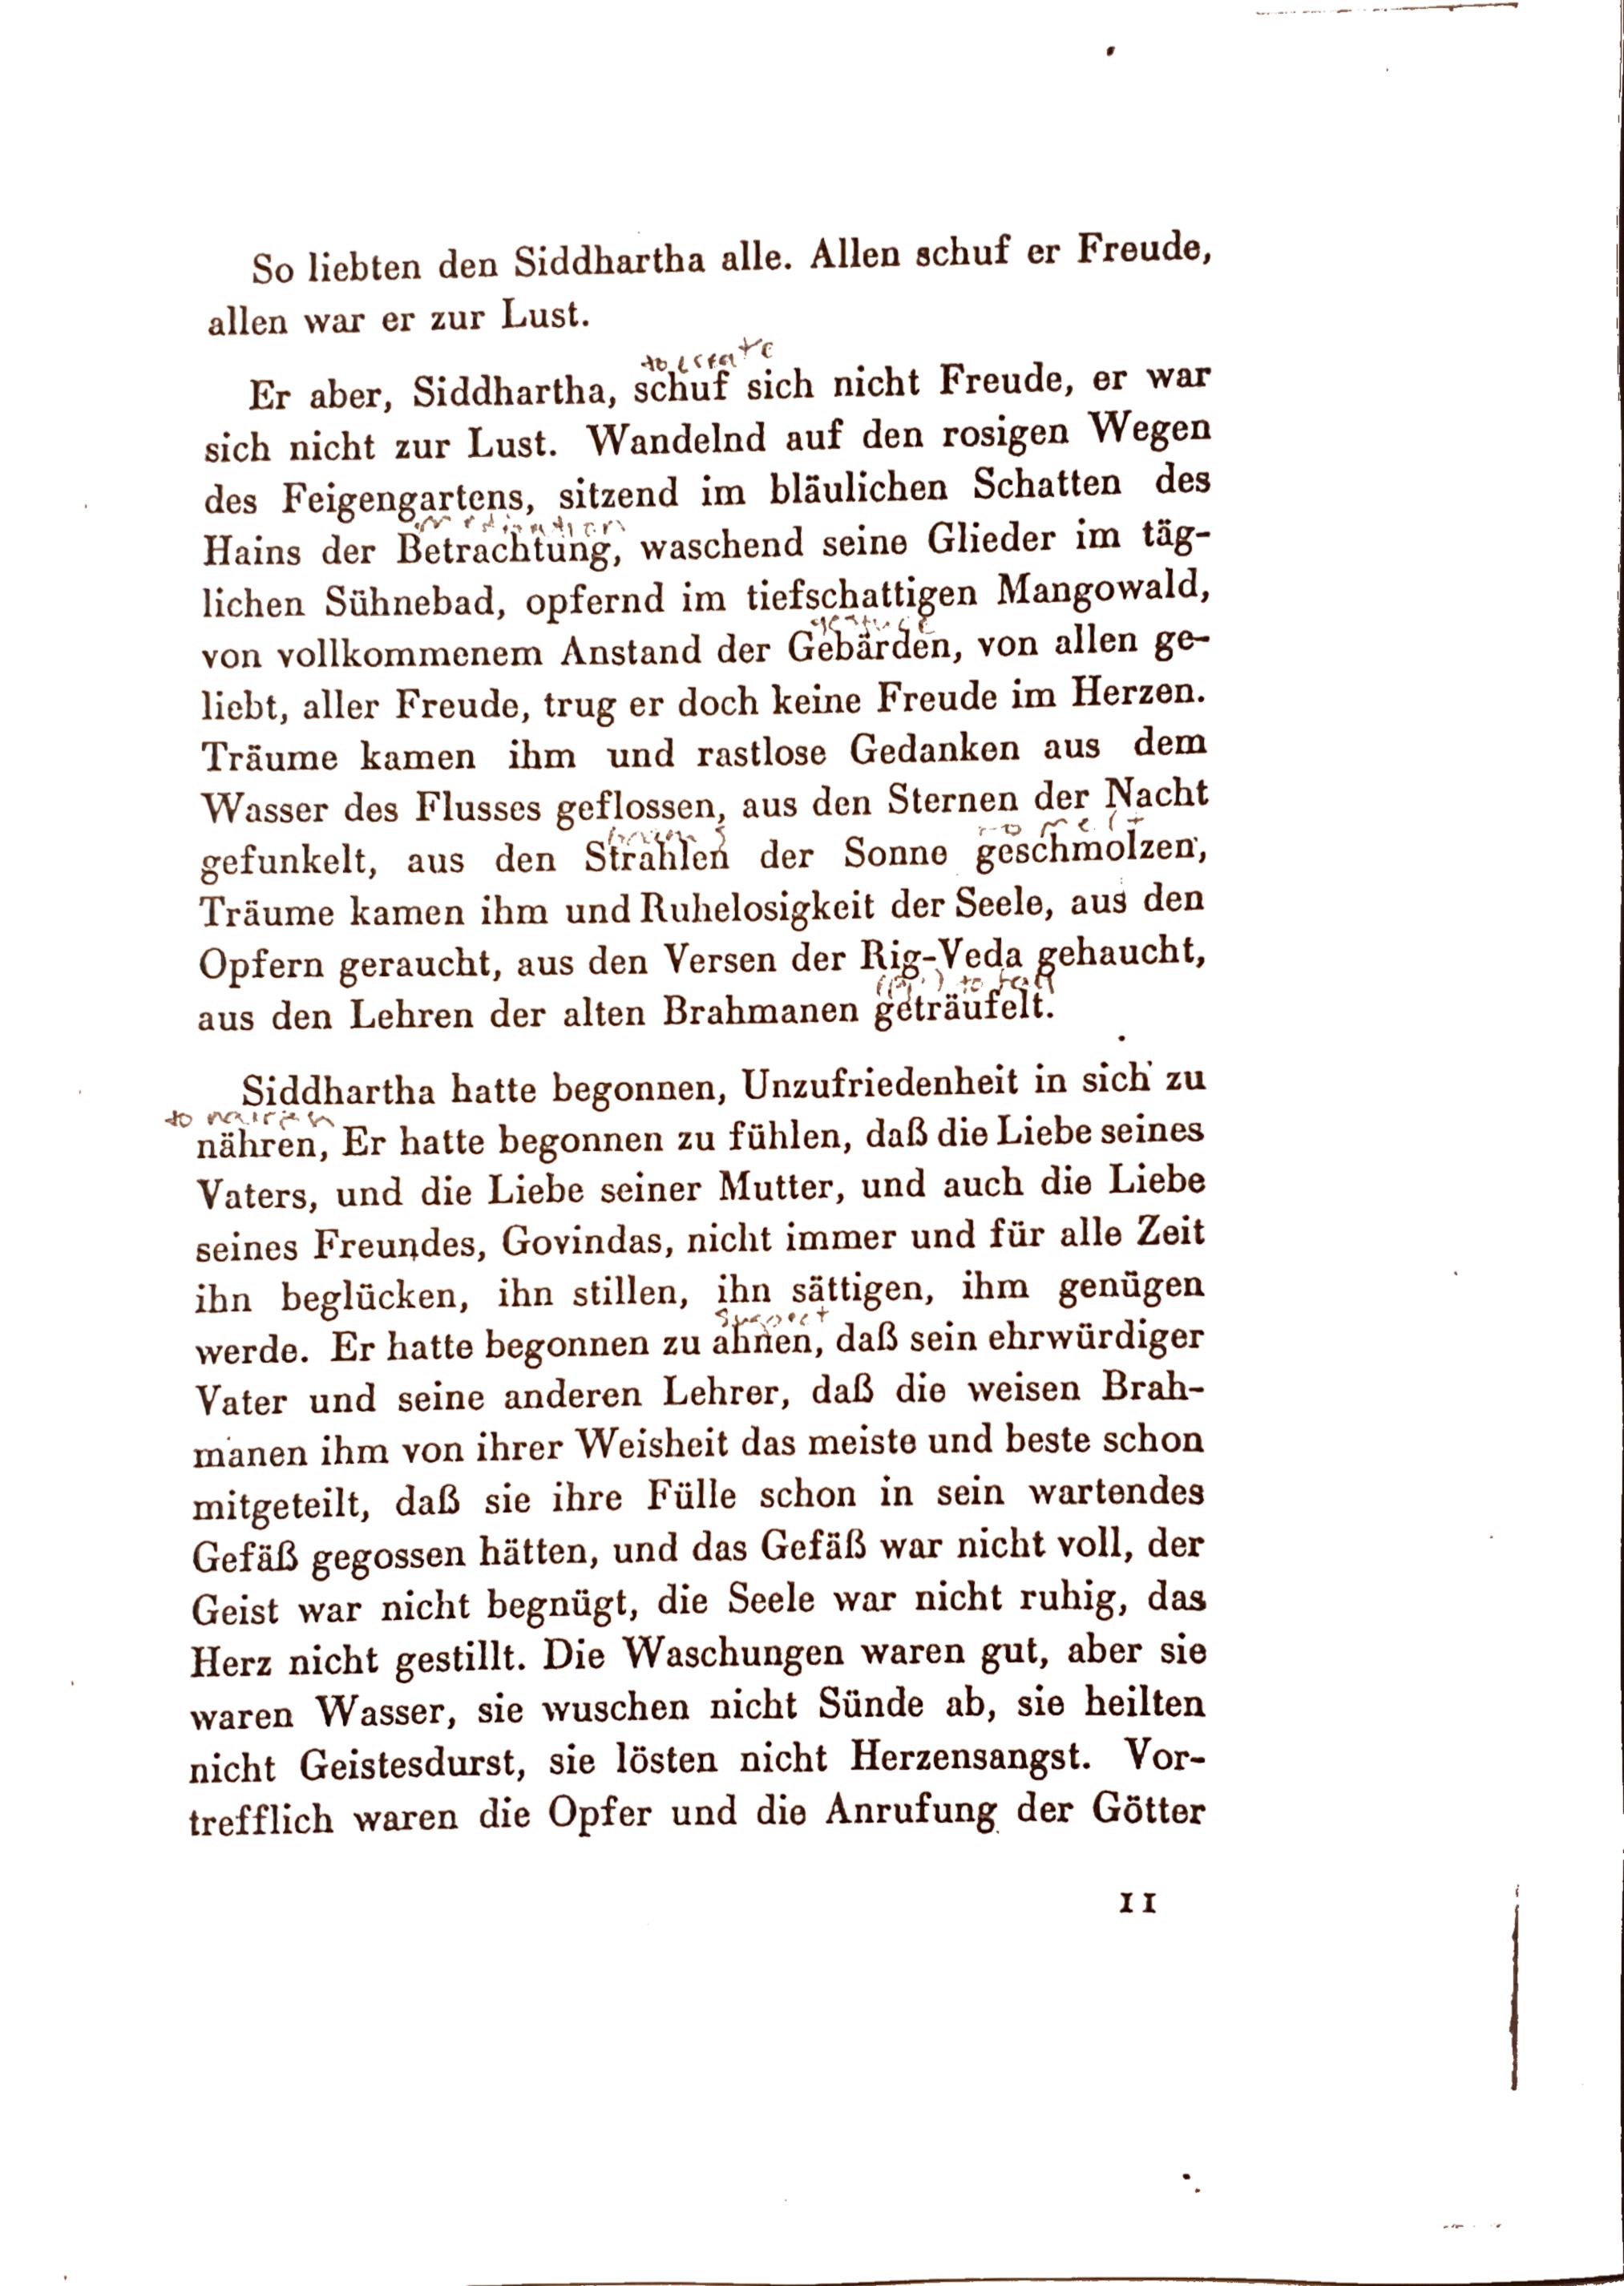 So liebten den Siddhartha alle. Allen schuf er Freude,
allen war er zur Lust.
to create
Er aber, Siddhartha, schuf sich nicht Freude, er war
sich nicht zur Lust. Wandelnd auf den rosigen Wegen
des Feigengartens, sitzend im bläulichen Schatten des
Hains der Betrachtung, waschend seine Glieder im täg-
lichen Sühnebad, opfernd im tiefschattigen Mangowald,
gesture
von vollkommenem Anstand der Gebärden, von allen ge-
liebt, aller Freude, trug er doch keine Freude im Herzen.
Träume kamen ihm und rastlose Gedanken aus dem
Wasser des Flusses geflossen, aus den Sternen der Nacht
to melt
gefunkelt, aus den Strahlen der Sonne geschmolzen,
Träume kamen ihm und Ruhelosigkeit der Seele, aus den
Opfern geraucht, aus den Versen der Rig-Veda gehaucht,
to fall
aus den Lehren der alten Brahmanen geträufelt.
Siddhartha hatte begonnen, Unzufriedenheit in sich zu
to
nähren, Er hatte begonnen zu fühlen, daß die Liebe seines
Vaters, und die Liebe seiner Mutter, und auch die Liebe
seines Freundes, Govindas, nicht immer und für alle Zeit
ihn beglücken, ihn stillen, ihn sättigen, ihm genügen
suspect
werde. Er hatte begonnen zu ahnen, daß sein ehrwürdiger
Vater und seine anderen Lehrer, daß die weisen Brah-
manen ihm von ihrer Weisheit das meiste und beste schon
mitgeteilt, daß sie ihre Fülle schon in sein wartendes
Gefäß gegossen hätten, und das Gefäß war nicht voll, der
Geist war nicht begnügt, die Seele war nicht ruhig, das
Herz nicht gestillt. Die Waschungen waren gut, aber sie
waren Wasser, sie wuschen nicht Sünde ab, sie heilten
nicht Geistesdurst, sie lösten nicht Herzensangst. Vor-
trefflich waren die Opfer und die Anrufung der Götter
11